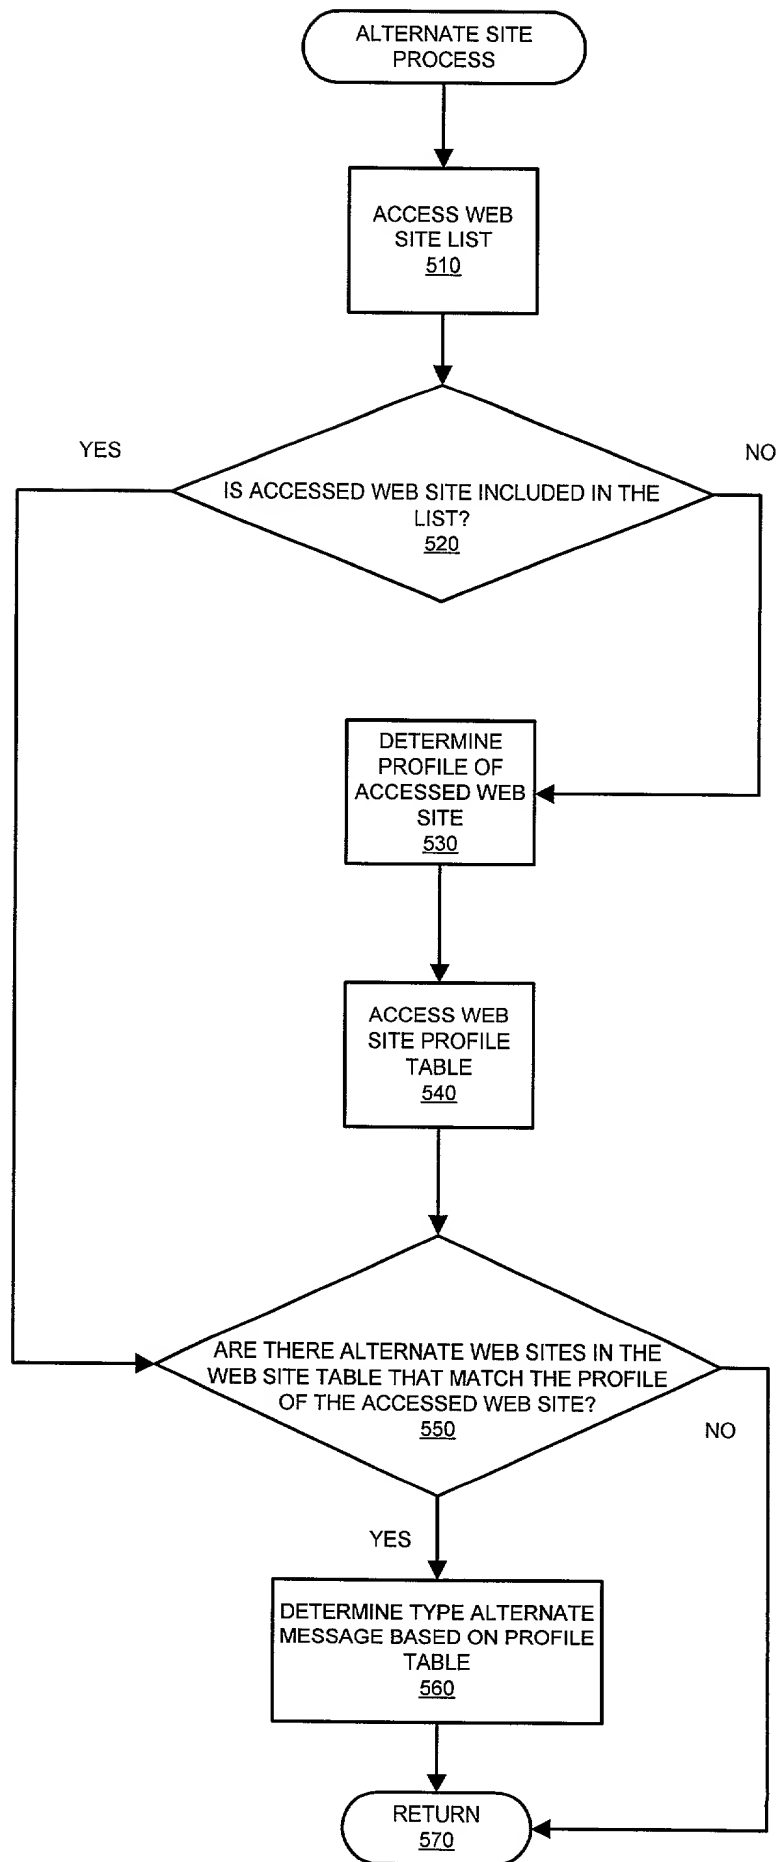 ALTERNATE SITE
PROCESS
ACCESS WEB
SITE LIST
510
YES
NO
IS ACCESSED WEB SITE INCLUDED IN THE
LIST?
520
DETERMINE
PROFILE OF
ACCESSED WEB
SITE
530
ACCESS WEB
SITE PROFILE
TABLE
540
ARE THERE ALTERNATE WEB SITES IN THE
WEB SITE TABLE THAT MATCH THE PROFILE
OF THE ACCESSED WEB SITE?
550
NO
YES
DETERMINE TYPE ALTERNATE
MESSAGE BASED ON PROFILE
TABLE
560
RETURN
570